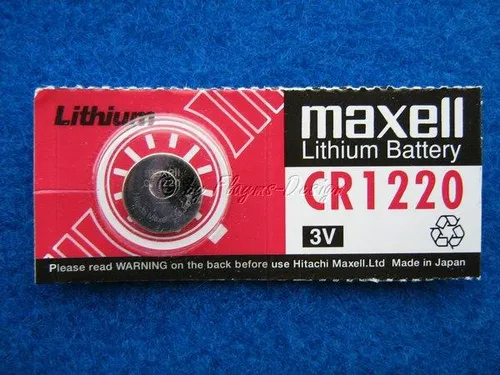 Lithium
maxell
Lithium Battery
CR1220
3V
Please read WARNING on the back before use Hitachi Maxell.Ltd Made in Japan